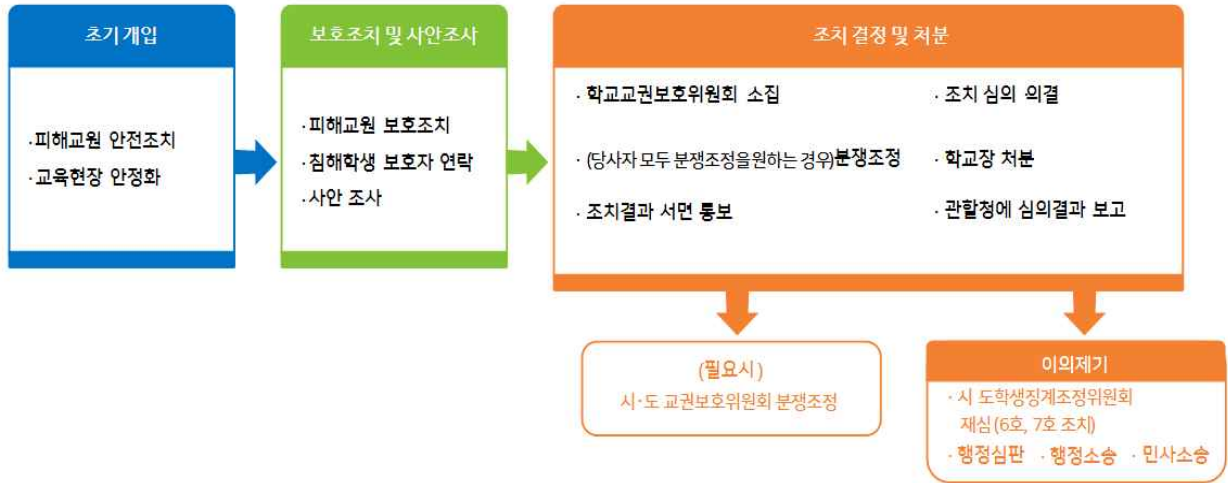 초기 개입
· 피해교원 안전조치
· 교육현장 안정화
보호조치 및 사안조사
· 피해교원 보호조치
· 침해학생 보호자 연락
· 사안 조사
조치 결정 및 처분
· 학교교권보호위원회 소집
· 조치 심의 의결
· (당사자 모두 분쟁조정을원하는 경우)분쟁조정
· 학교장 처분
· 조치결과 서면 통보
· 관할청에 심의결과 보고
(필요시)
시·도 교권보호위원회 분쟁조정
이의제기
· 시 도학생징계조정위원회
재심(6호, 7호 조치)
· 행정심판 · 행정소송 · 민사소송